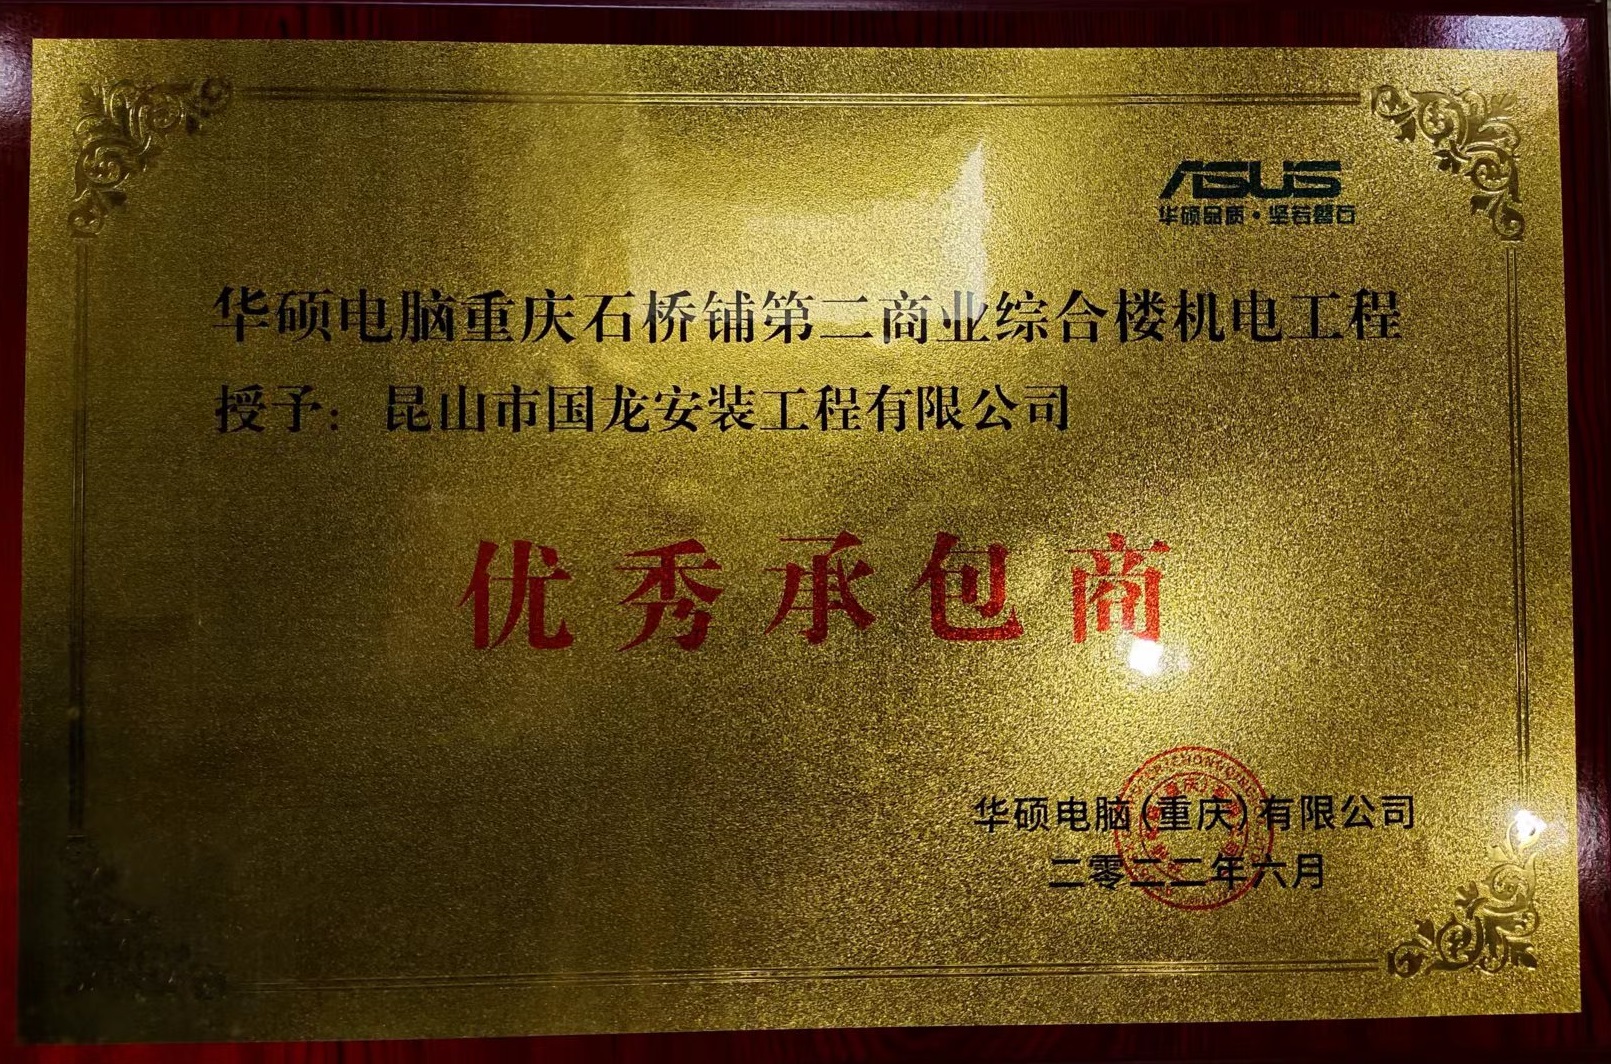 ASUS
华硕品质·坚若磐石
华硕电脑重庆石桥铺第二商业综合楼机电工程
授予：昆山市国龙安装工程有限公司
优秀承包商
华硕电脑(重庆)有限公司
二零二二年六月